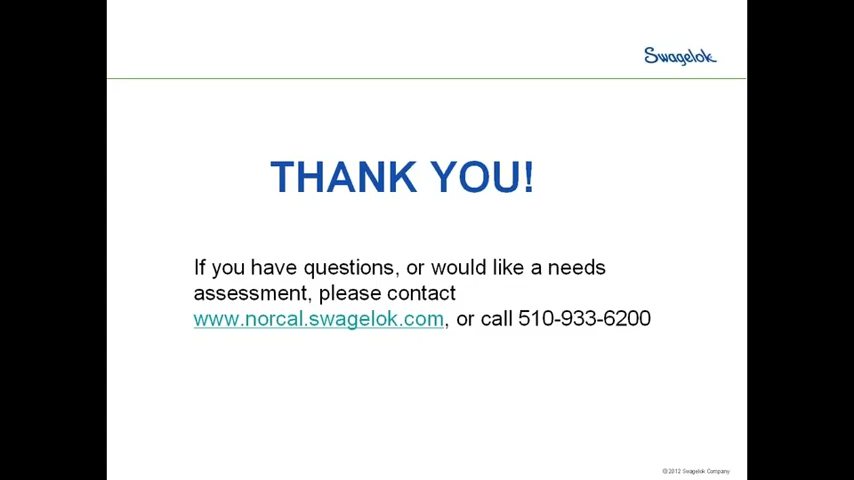 Swagelok
THANK YOU!
If you have questions, or would like a needs
assessment, please contact
www.norcal.swagelok.com, or call 510-933-6200
©2012 Swagelok Company